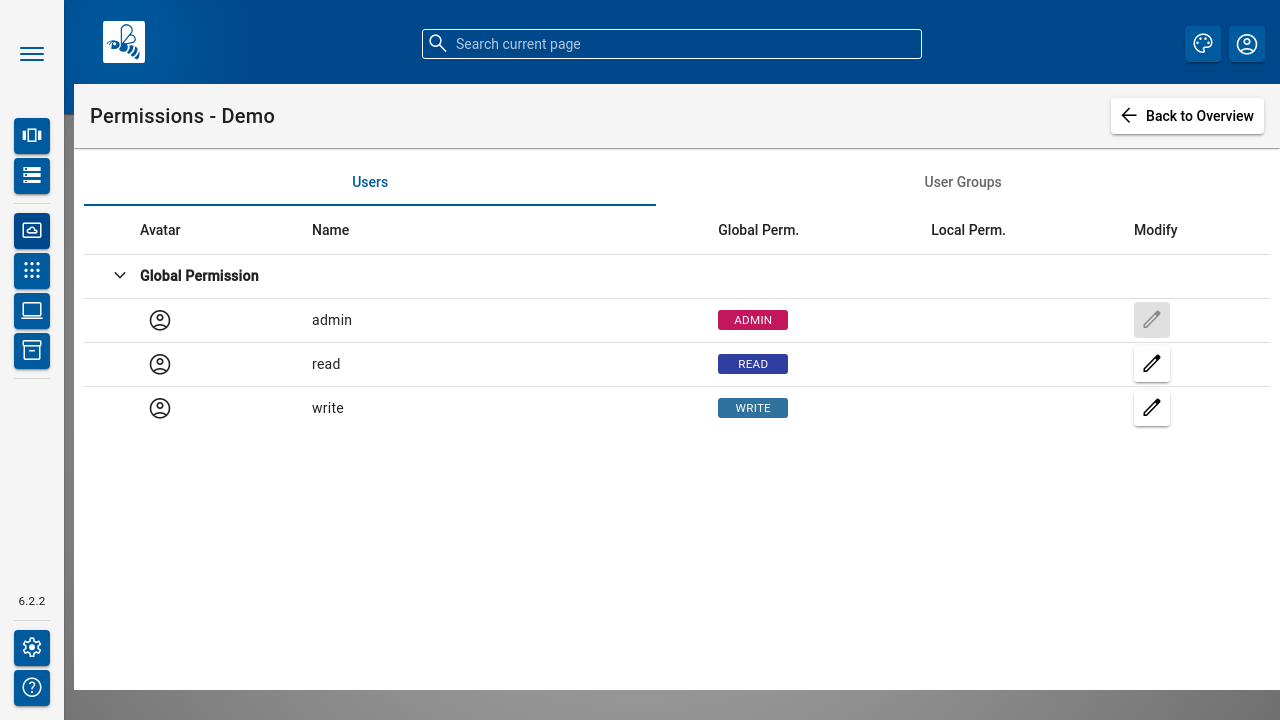 Search current page
Permissions - Demo
Back to Overview
Users
User Groups
Avatar Name Global Perm. Local Perm. Modify
Global Permission
admin ADMIN
read READ
write WRITE
6.2.2